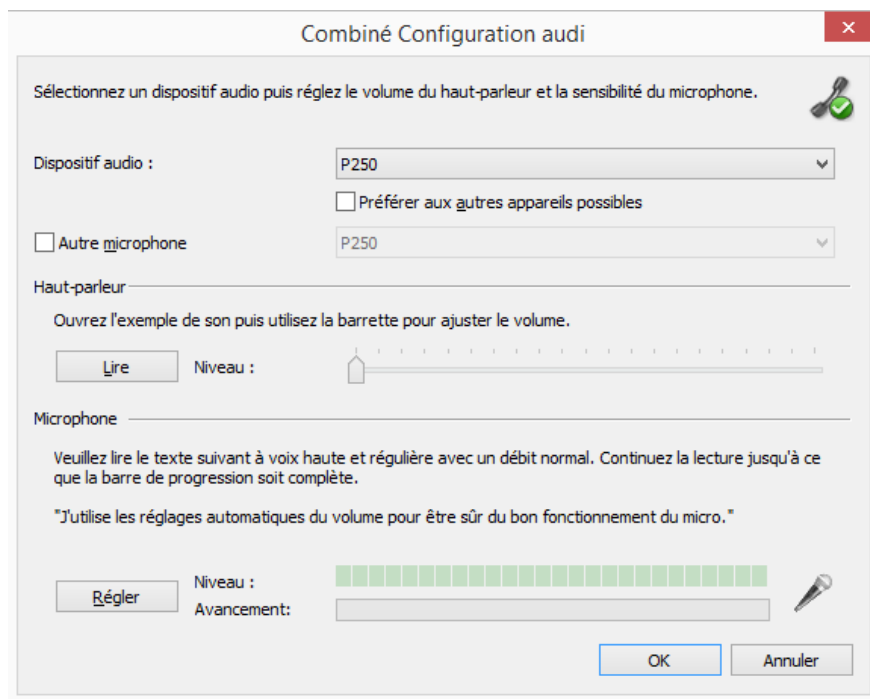 Combiné Configuration audi
Sélectionnez un dispositif audio puis réglez le volume du haut-parleur et la sensibilité du microphone.
Dispositif audio :
P250
Préférer aux autres appareils possibles
Autre microphone
P250
Haut-parleur
Ouvrez l'exemple de son puis utilisez la barrette pour ajuster le volume.
Lire
Niveau :
Microphone
Veuillez lire le texte suivant à voix haute et régulière avec un débit normal. Continuez la lecture jusqu'à ce
que la barre de progression soit complète.
"J'utilise les réglages automatiques du volume pour être sûr du bon fonctionnement du micro."
Régler
Niveau :
Avancement:
OK
Annuler